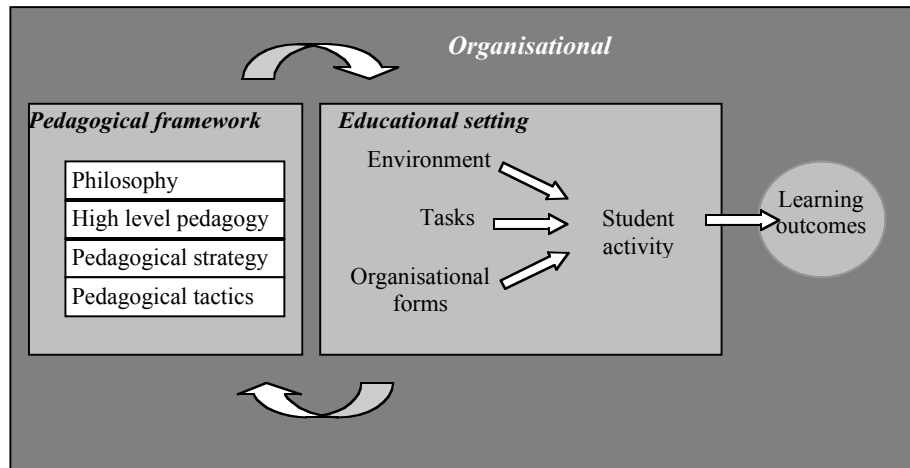 Organisational
Pedagogical framework
Philosophy
High level pedagogy
Pedagogical strategy
Pedagogical tactics
Educational setting
Environment
Tasks
Organisational
forms
Student
activity
Learning
outcomes